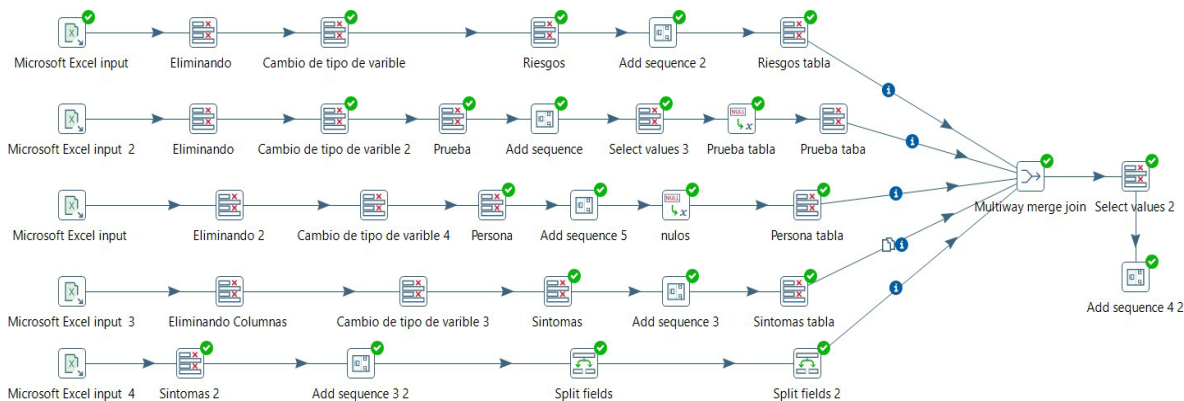 Microsoft Excel input
Eliminando
Cambio de tipo de varible
Riesgos
Add sequence 2
Riesgos tabla
Microsoft Excel input 2
Eliminando
Cambio de tipo de varible 2
Prueba
Add sequence
Select values 3
NULL
Prueba tabla
Prueba taba
Multiway merge join
Select values 2
Microsoft Excel input
Eliminando 2
Cambio de tipo de varible 4
Persona
Add sequence 5
NULL
nulos
Persona tabla
Add sequence 4 2
Microsoft Excel input 3
Eliminando Columnas
Cambio de tipo de varible 3
Sintomas
Add sequence 3
Sintomas tabla
Microsoft Excel input 4
Sintomas 2
Add sequence 3 2
Split fields
Split fields 2